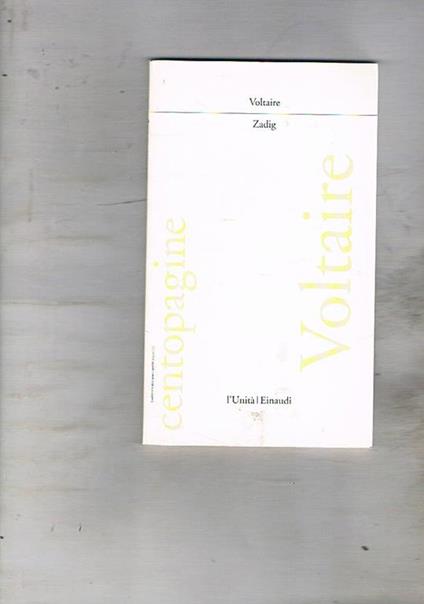 Voltaire
Zadig
centopagine
Voltaire
l'Unità | Einaudi